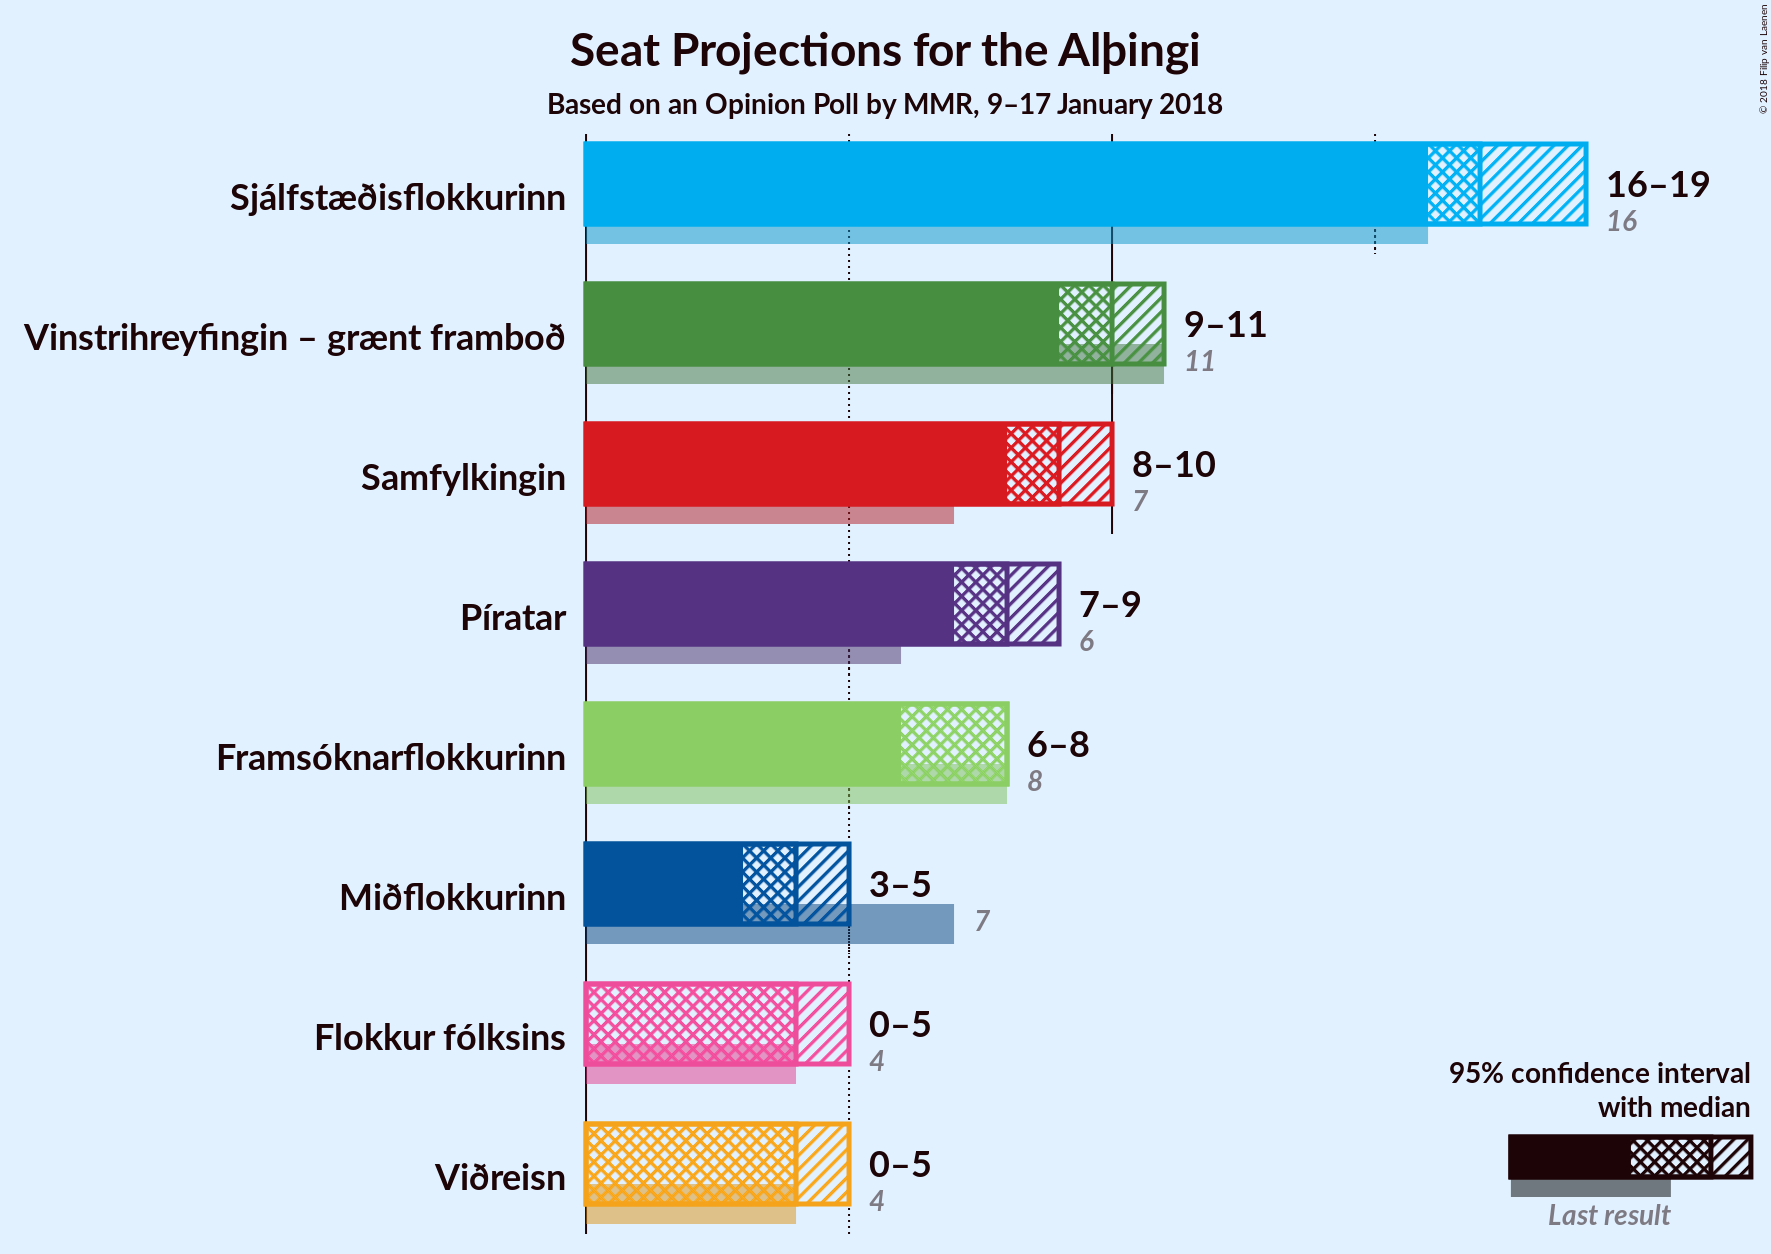 Seat Projections for the Alþingi
Based on an Opinion Poll by MMR, 9–17 January 2018
© 2018 Filip van Laenen
Sjálfstæðisflokkurinn
16–19
16
Vinstrihreyfingin – grænt framboð
9–11
11
Samfylkingin
8–10
7
Píratar
7–9
6
Framsóknarflokkurinn
6–8
8
Miðflokkurinn
3–5
7
Flokkur fólksins
0–5
4
Viðreisn
0–5
4
95% confidence interval
with median
Last result